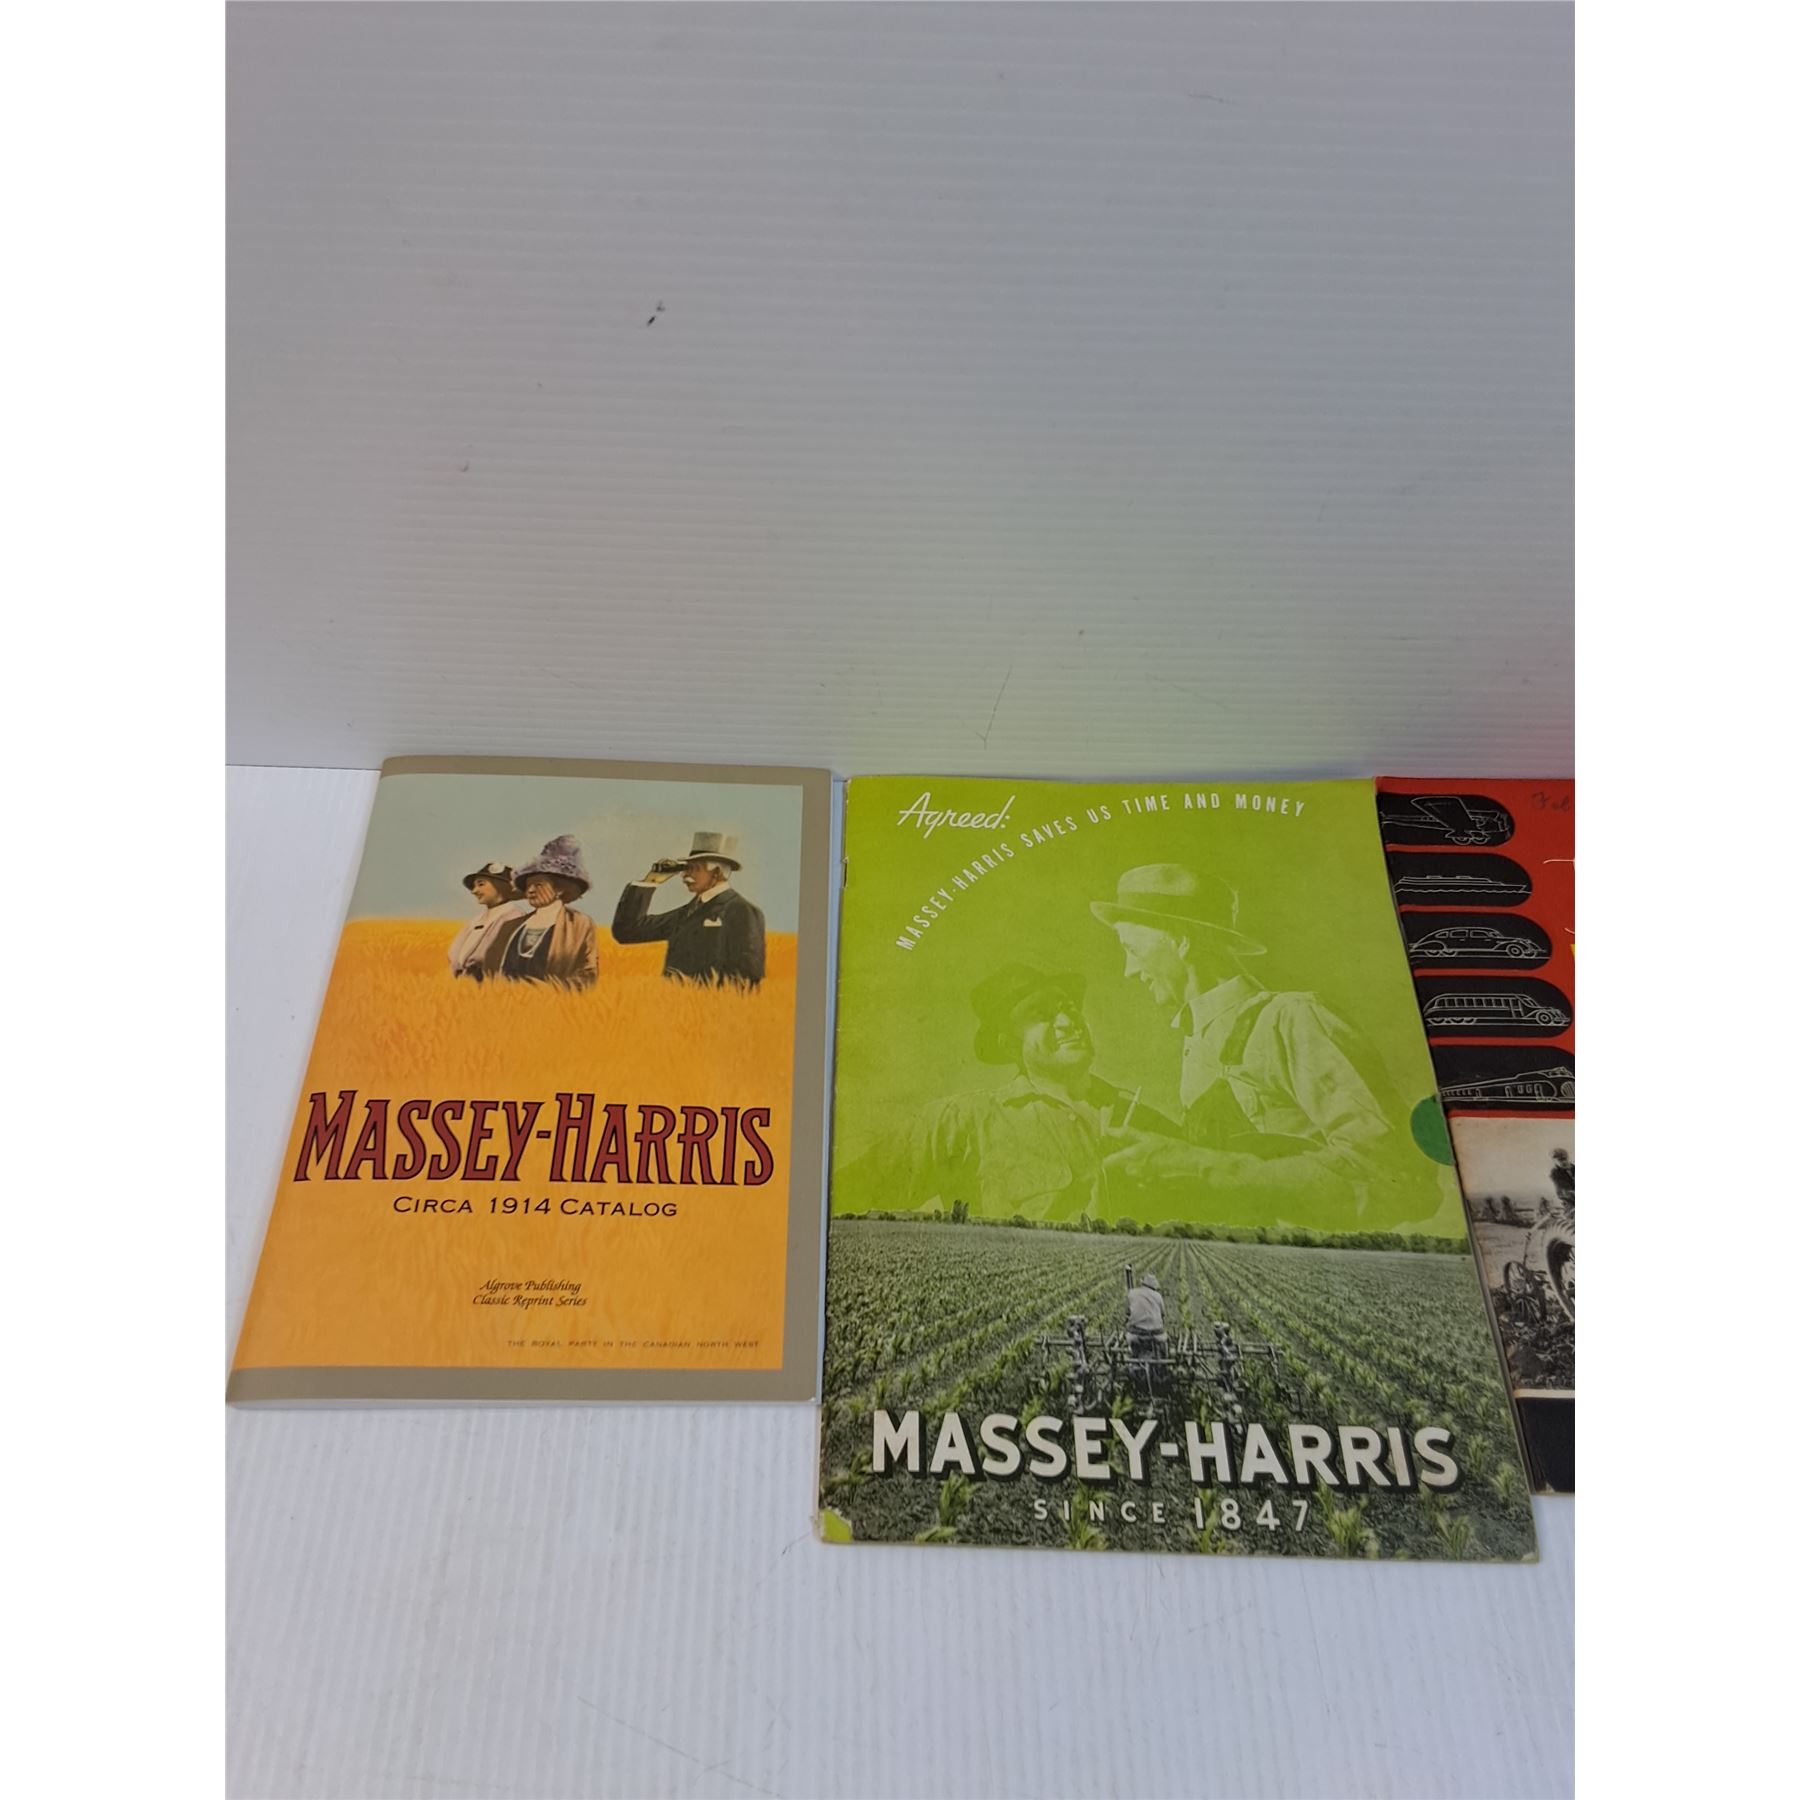 MASSEY-HARRIS
CIRCA 1914 CATALOG
Algrove Publishing
Classic Reprint Series
THE ROYAL PARTY IN THE CANADIAN NORTH WEST
Agreed:
MASSEY-HARRIS SAVES US TIME AND MONEY
MASSEY-HARRIS
SINCE 1847